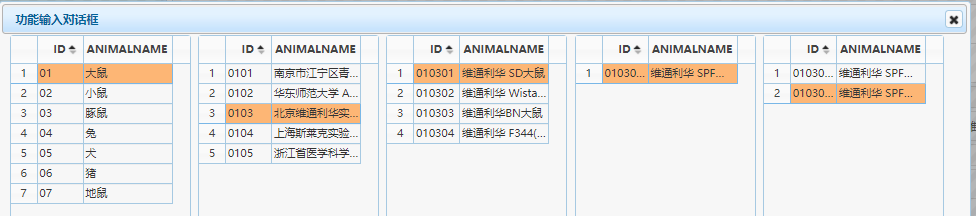 功能输入对话框
ID ANIMALNAME
1 01 大鼠
2 02 小鼠
3 03 豚鼠
4 04 兔
5 05 犬
6 06 猪
7 07 地鼠
ID ANIMALNAME
1 0101 南京市江宁区青...
2 0102 华东师范大学 A...
3 0103 北京维通利华实...
4 0104 上海斯莱克实验...
5 0105 浙江省医学科学...
ID ANIMALNAME
1 010301 维通利华 SD大鼠
2 010302 维通利华 Wista...
3 010303 维通利华BN大鼠
4 010304 维通利华 F344(...
ID ANIMALNAME
1 01030... 维通利华 SPF...
ID ANIMALNAME
1 01030... 维通利华 SPF...
2 01030... 维通利华 SPF...